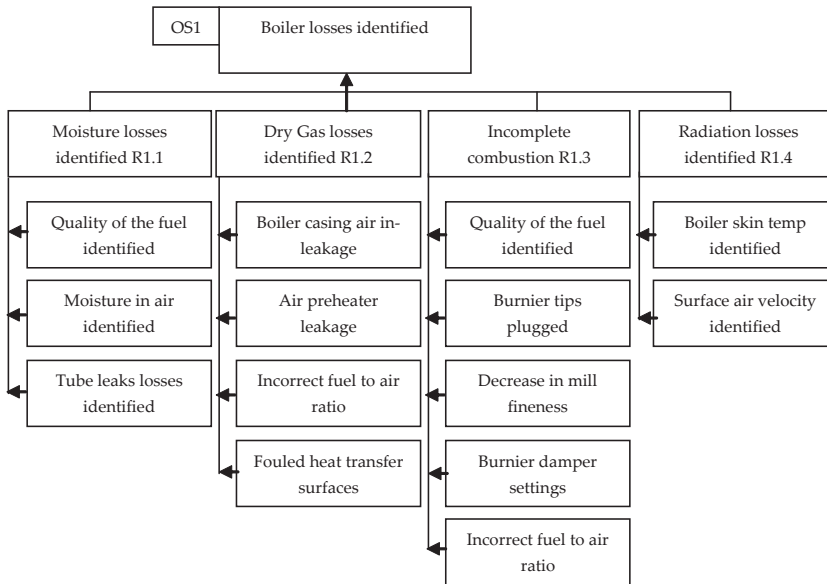 OS1
Boiler losses identified
Moisture losses
identified R1.1
Dry Gas losses
identified R1.2
Incomplete
combustion R1.3
Radiation losses
identified R1.4
Quality of the fuel
identified
Moisture in air
identified
Tube leaks losses
identified
Boiler casing air in-
leakage
Air preheater
leakage
Incorrect fuel to air
ratio
Fouled heat transfer
surfaces
Quality of the fuel
identified
Burnier tips
plugged
Decrease in mill
fineness
Burnier damper
settings
Incorrect fuel to air
ratio
Boiler skin temp
identified
Surface air velocity
identified